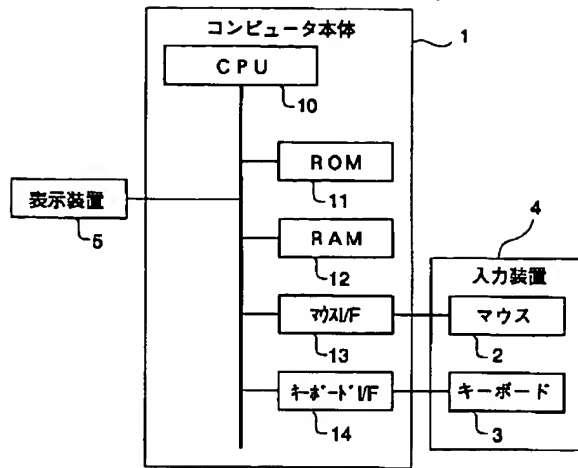 コンピュータ本体
1
CPU
10
ROM
11
表示装置
5
RAM
12
4
入力装置
マウスI/F
13
マウス
2
キーボードI/F
14
キーボード
3